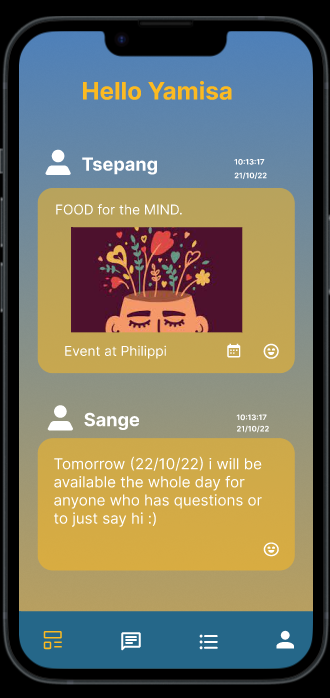 Hello Yamisa
Tsepang
10:13:17
21/10/22
FOOD for the MIND.
Event at Philippi
Sange
10:13:17
21/10/22
Tomorrow (22/10/22) i will be
available the whole day for
anyone who has questions or
to just say hi :)